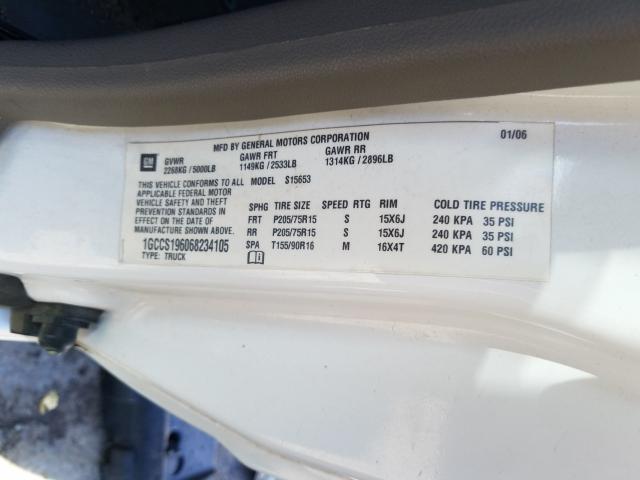 MFD BY GENERAL MOTORS CORPORATION 01/06
GM GVWR GAWR FRT GAWR RR
2268KG / 5000LB 1149KG / 2533LB 1314KG / 2896LB
THIS VEHICLE CONFORMS TO ALL MODEL S15653
APPLICABLE FEDERAL MOTOR
VEHICLE SAFETY, BUMPER, AND THEFT
PREVENTION STANDARDS IN
EFFECT ON THE DATE OF
MANUFACTURE SHOWN ABOVE.
1GCCS196068234105
TYPE: TRUCK
SPHG TIRE SIZE SPEED RTG RIM COLD TIRE PRESSURE
FRT P205/75R15 S 15X6J 240 KPA 35 PSI
RR P205/75R15 S 15X6J 240 KPA 35 PSI
SPA T155/90R16 M 16X4T 420 KPA 60 PSI